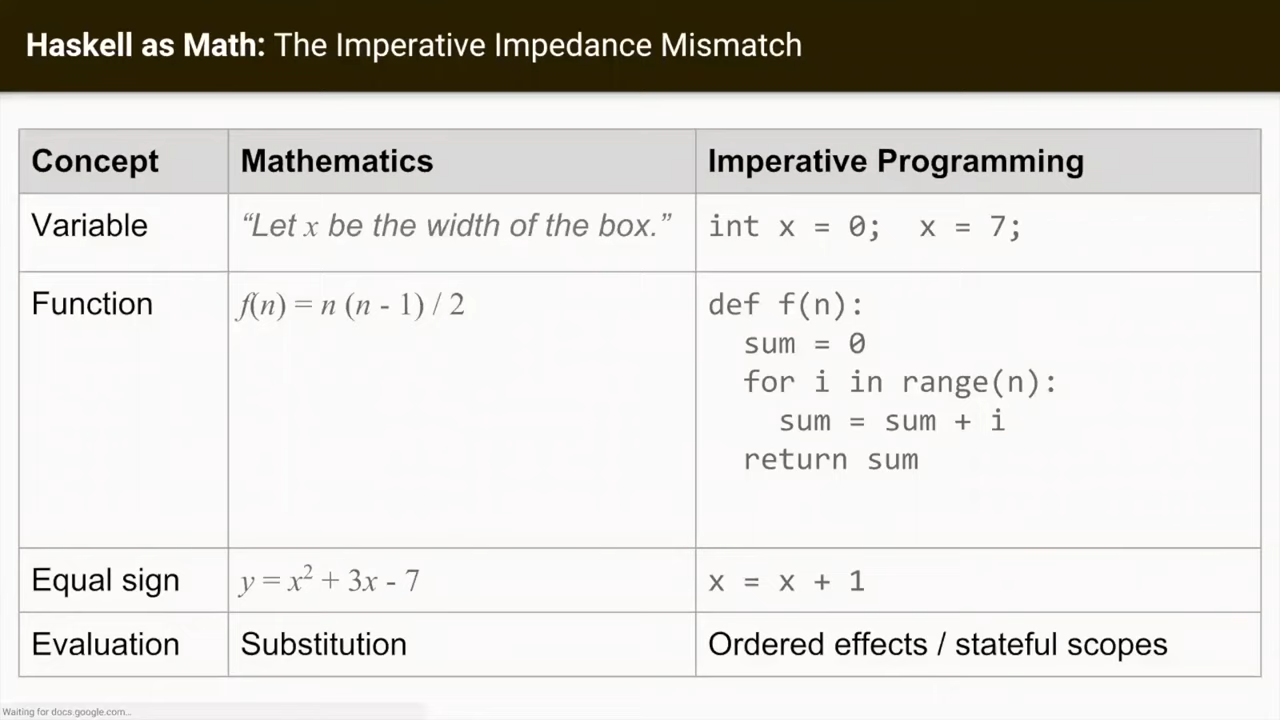 Haskell as Math: The Imperative Impedance Mismatch
Concept Mathematics Imperative Programming
Variable “Let x be the width of the box.” int x = 0;  x = 7;
Function f(n) = n (n - 1) / 2 def f(n):
sum = 0
for i in range(n):
sum = sum + i
return sum
Equal sign y = x² + 3x - 7 x = x + 1
Evaluation Substitution Ordered effects / stateful scopes
Waiting for docs.google.com...